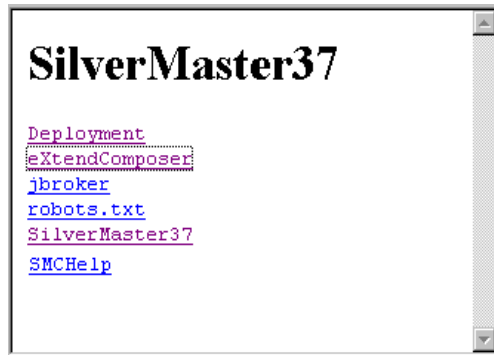 SilverMaster37
Deployment
eXtendComposer
jbroker
robots.txt
SilverMaster37
SMCHelp